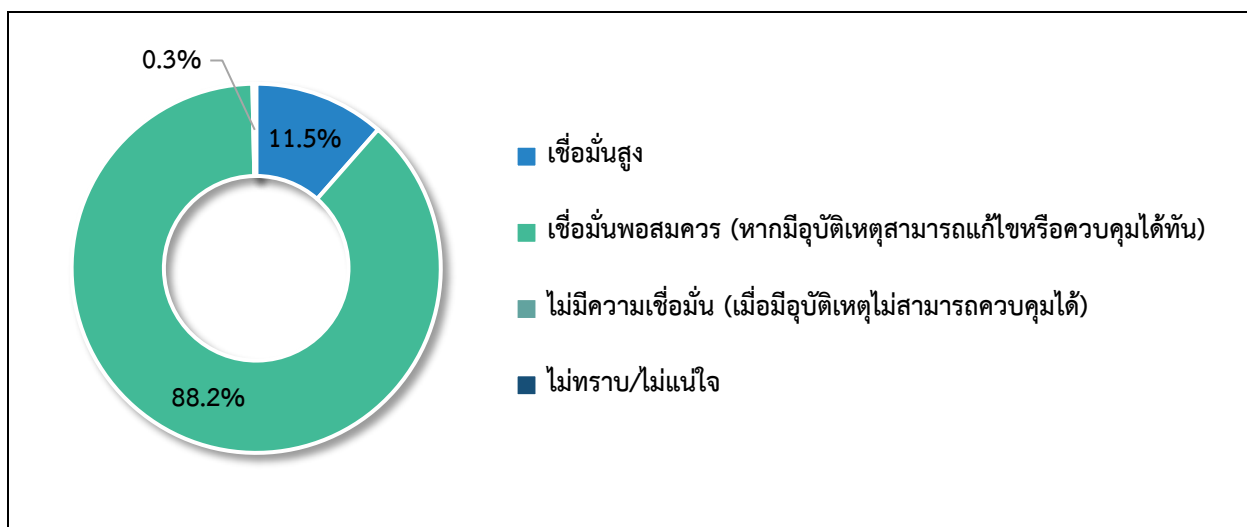 0.3%
11.5%
88.2%
เชื่อมั่นสูง
เชื่อมั่นพอสมควร (หากมีอุบัติเหตุสามารถแก้ไขหรือควบคุมได้ทัน)
ไม่มีความเชื่อมั่น (เมื่อมีอุบัติเหตุไม่สามารถควบคุมได้)
ไม่ทราบ/ไม่แน่ใจ